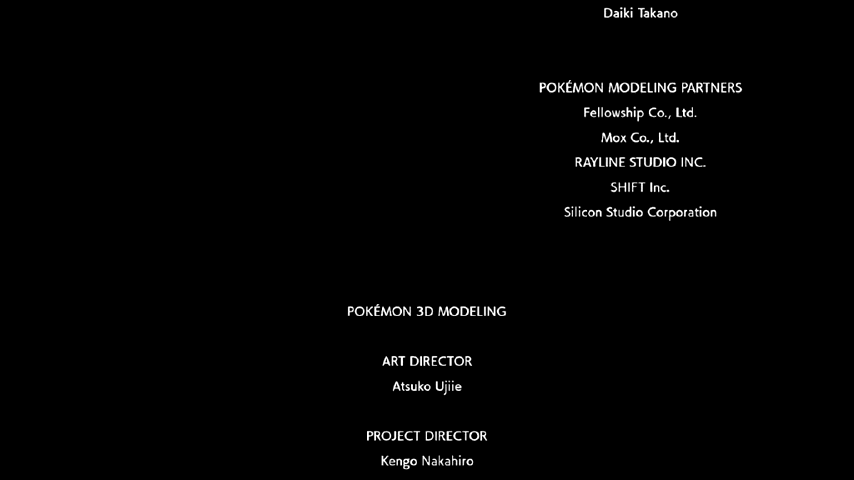 Daiki Takano
POKÉMON MODELING PARTNERS
Fellowship Co., Ltd.
Mox Co., Ltd.
RAYLINE STUDIO INC.
SHIFT Inc.
Silicon Studio Corporation
POKÉMON 3D MODELING
ART DIRECTOR
Atsuko Ujiie
PROJECT DIRECTOR
Kengo Nakahiro